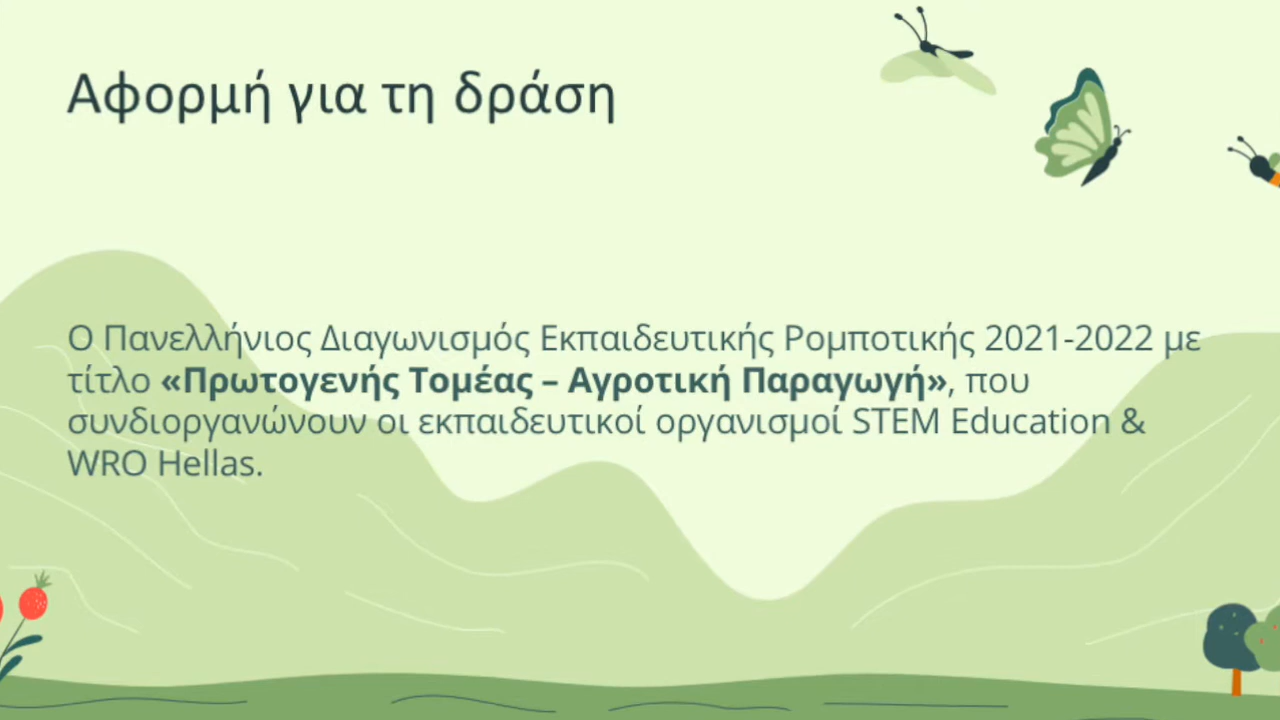 Αφορμή για τη δράση
Ο Πανελλήνιος Διαγωνισμός Εκπαιδευτικής Ρομποτικής 2021-2022 με
τίτλο «Πρωτογενής Τομέας – Αγροτική Παραγωγή», που
συνδιοργανώνουν οι εκπαιδευτικοί οργανισμοί STEM Education &
WRO Hellas.